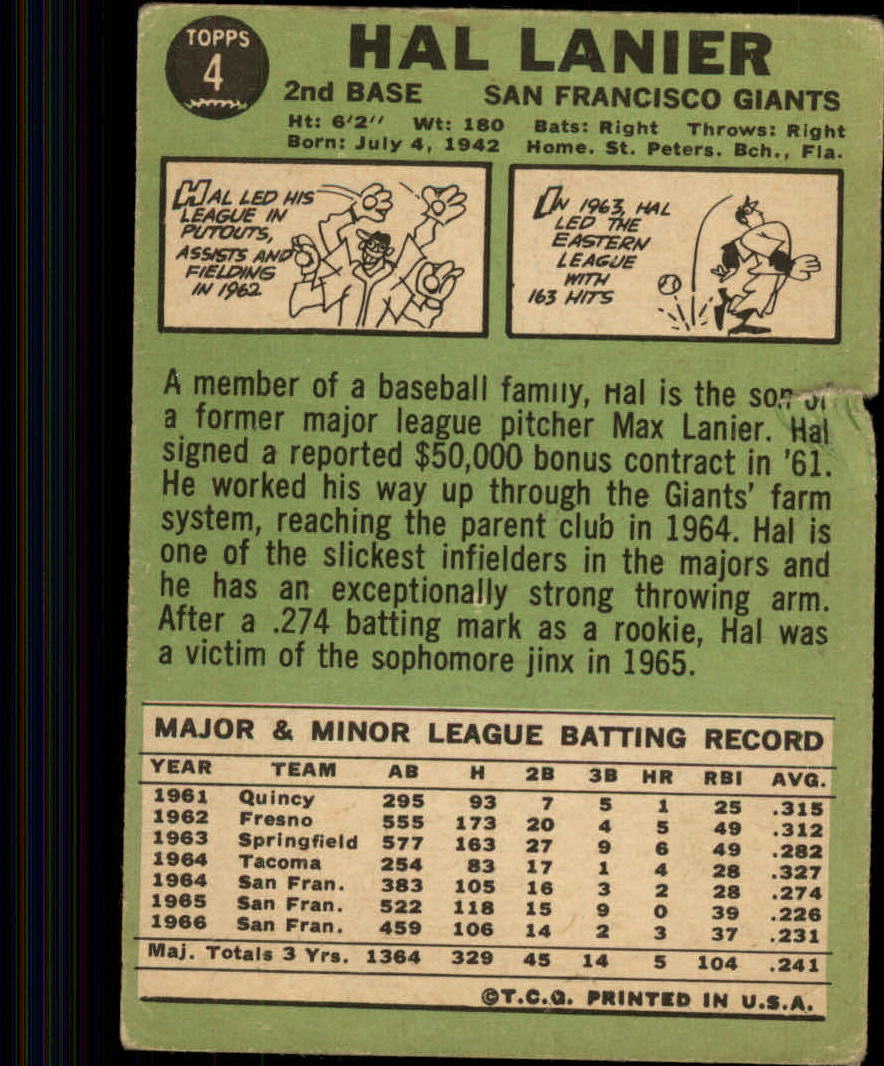 TOPPS
4
HAL LANIER
2nd BASE SAN FRANCISCO GIANTS
Ht: 6'2" Wt: 180 Bats: Right Throws: Right
Born: July 4, 1942 Home. St. Peters. Bch., Fla.
HAL LED HIS
LEAGUE IN
PUTOUTS,
ASSISTS AND
FIELDING
IN 1962
IN 1963, HAL
LED THE
EASTERN
LEAGUE
WITH
163 HITS
A member of a baseball family, Hal is the son of
a former major league pitcher Max Lanier. Hal
signed a reported $50,000 bonus contract in '61.
He worked his way up through the Giants' farm
system, reaching the parent club in 1964. Hal is
one of the slickest infielders in the majors and
he has an exceptionally strong throwing arm.
After a .274 batting mark as a rookie, Hal was
a victim of the sophomore jinx in 1965.
MAJOR & MINOR LEAGUE BATTING RECORD
YEAR TEAM AB H 2B 3B HR RBI AVG.
1961 Quincy 295 93 7 5 1 25 .315
1962 Fresno 555 173 20 4 5 49 .312
1963 Springfield 577 163 27 9 6 49 .282
1964 Tacoma 254 83 17 1 4 28 .327
1964 San Fran. 383 105 16 3 2 28 .274
1965 San Fran. 522 118 15 9 0 39 .226
1966 San Fran. 459 106 14 2 3 37 .231
Maj. Totals 3 Yrs. 1364 329 45 14 5 104 .241
©T.C.G. PRINTED IN U.S.A.